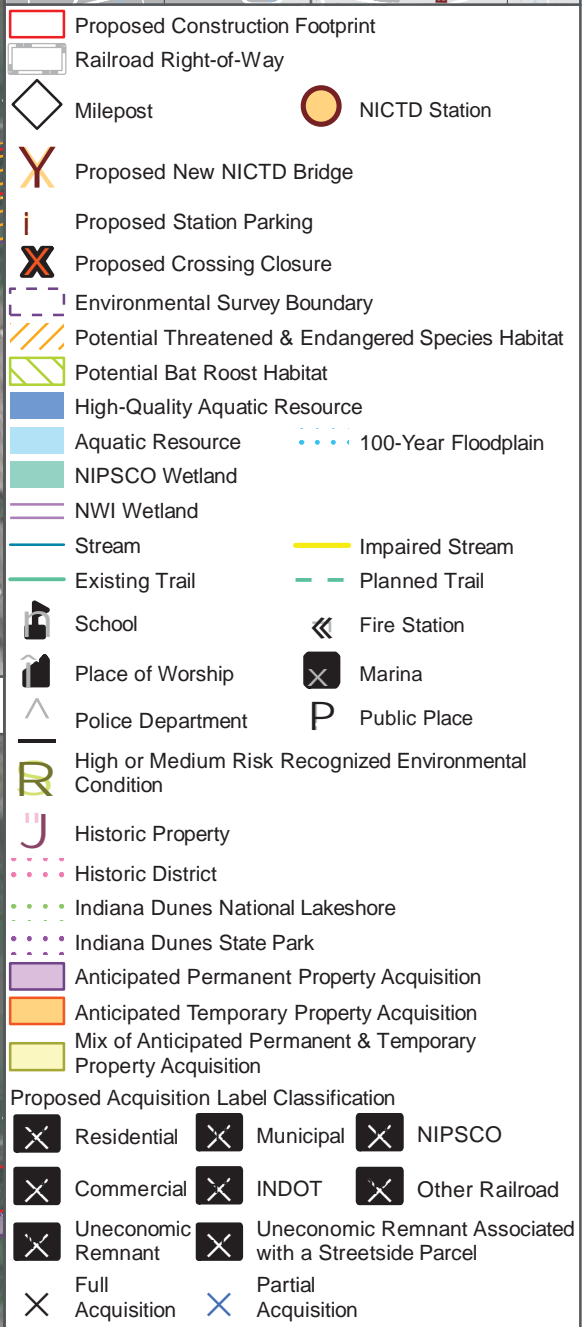 Proposed Construction Footprint
Railroad Right-of-Way
Milepost
NICTD Station
Proposed New NICTD Bridge
Proposed Station Parking
Proposed Crossing Closure
Environmental Survey Boundary
Potential Threatened & Endangered Species Habitat
Potential Bat Roost Habitat
High-Quality Aquatic Resource
Aquatic Resource
100-Year Floodplain
NIPSCO Wetland
NWI Wetland
Stream
Impaired Stream
Existing Trail
Planned Trail
School
Fire Station
Place of Worship
Marina
Police Department
Public Place
High or Medium Risk Recognized Environmental
Condition
Historic Property
Historic District
Indiana Dunes National Lakeshore
Indiana Dunes State Park
Anticipated Permanent Property Acquisition
Anticipated Temporary Property Acquisition
Mix of Anticipated Permanent & Temporary
Property Acquisition
Proposed Acquisition Label Classification
Residential
Municipal
NIPSCO
Commercial
INDOT
Other Railroad
Uneconomic
Remnant
Uneconomic Remnant Associated
with a Streetside Parcel
Full
Acquisition
Partial
Acquisition